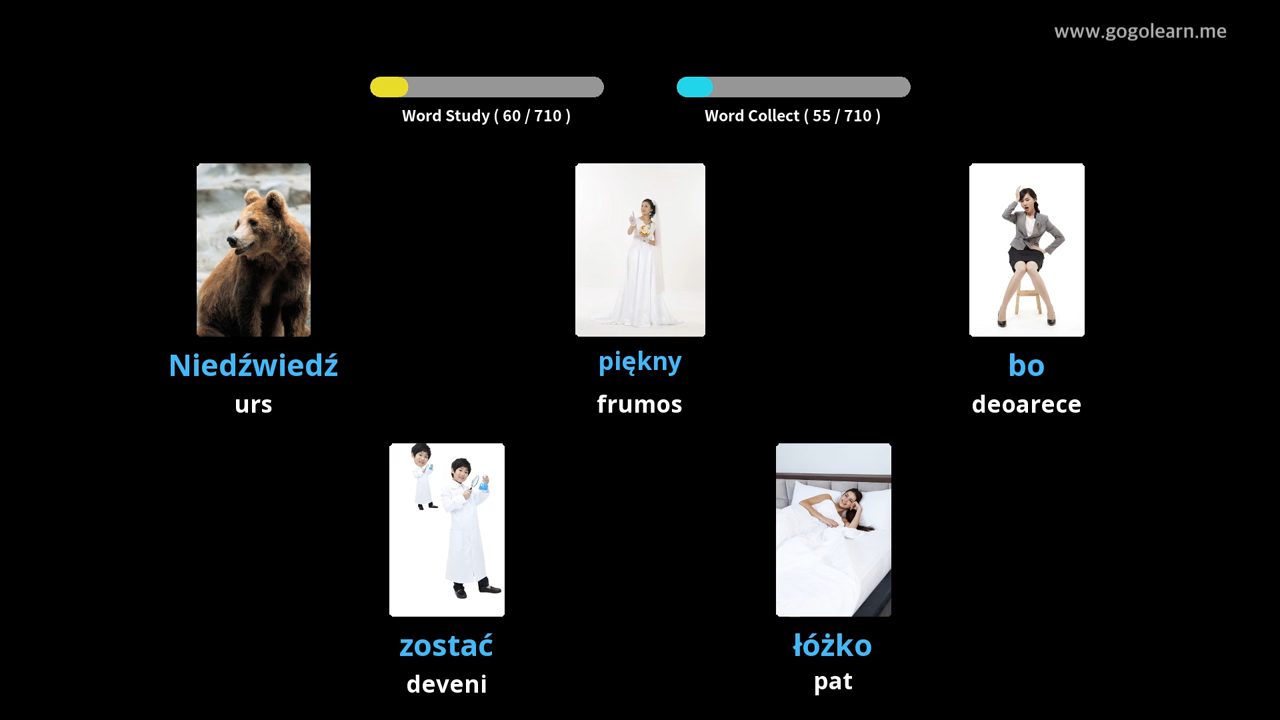 www.gogolearn.me
Word Study ( 60 / 710 )
Word Collect ( 55 / 710 )
Niedźwiedź
urs
piękny
frumos
bo
deoarece
zostać
deveni
łóżko
pat